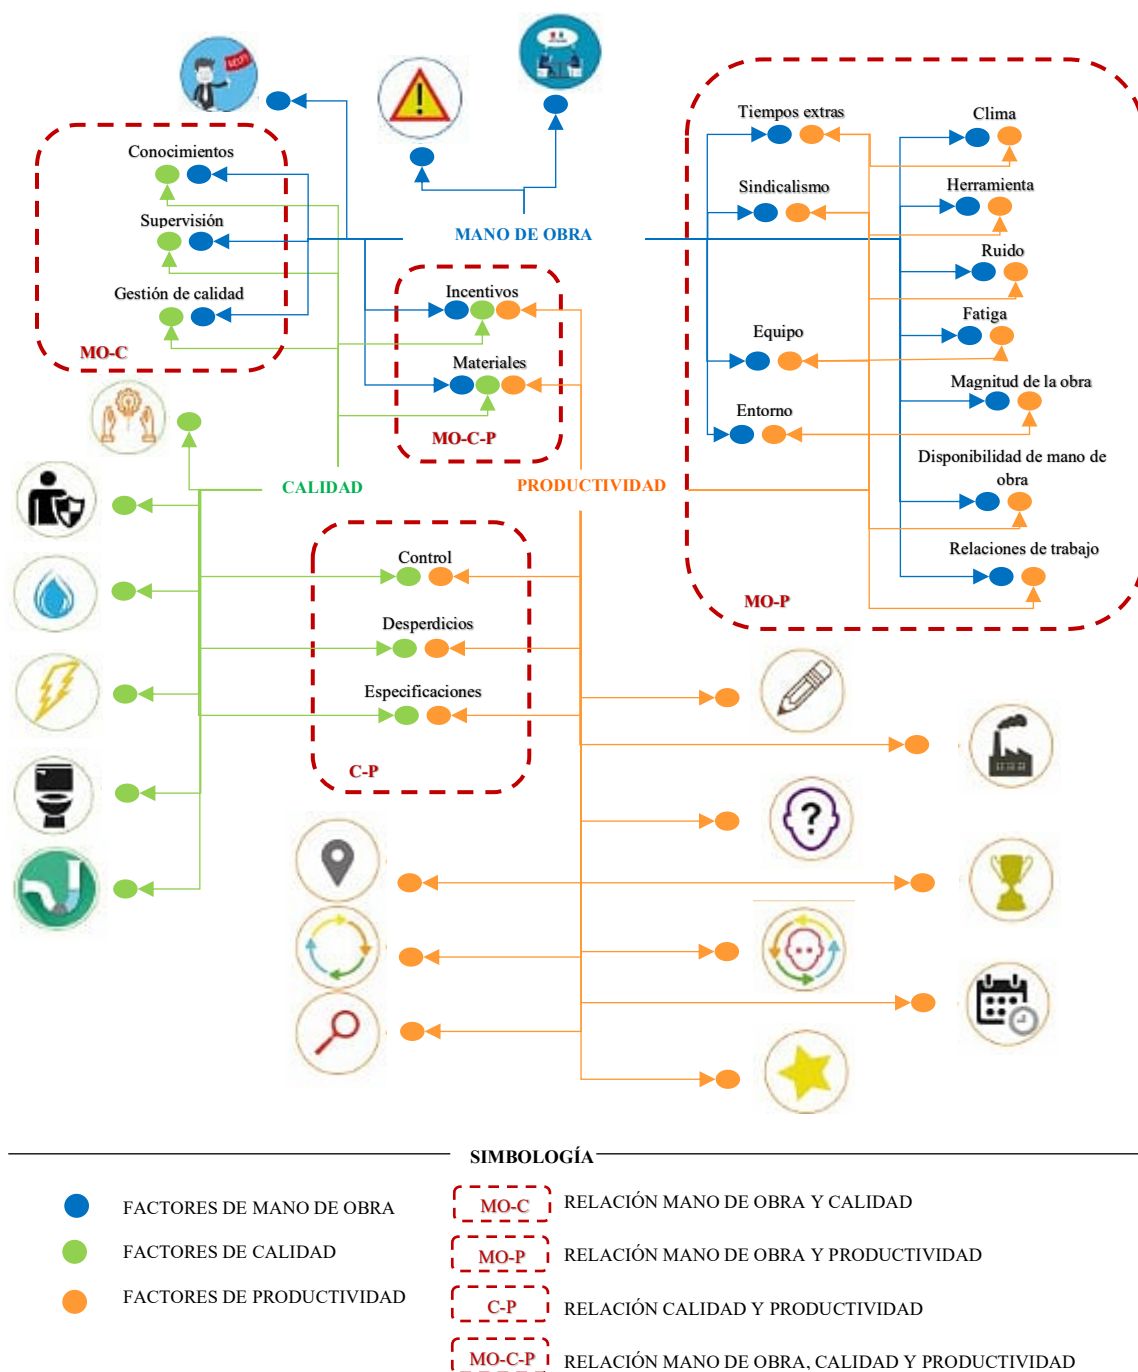 Tiempos extras
Clima
Conocimientos
Sindicalismo
Herramienta
Supervisión
MANO DE OBRA
Ruido
Gestión de calidad
Incentivos
Fatiga
Equipo
MO-C
Materiales
Magnitud de la obra
Entorno
MO-C-P
Disponibilidad de mano de
obra
CALIDAD
PRODUCTIVIDAD
Control
Relaciones de trabajo
MO-P
Desperdicios
Especificaciones
C-P
SIMBOLOGÍA
FACTORES DE MANO DE OBRA
MO-C
RELACIÓN MANO DE OBRA Y CALIDAD
FACTORES DE CALIDAD
MO-P
RELACIÓN MANO DE OBRA Y PRODUCTIVIDAD
FACTORES DE PRODUCTIVIDAD
C-P
RELACIÓN CALIDAD Y PRODUCTIVIDAD
MO-C-P
RELACIÓN MANO DE OBRA, CALIDAD Y PRODUCTIVIDAD